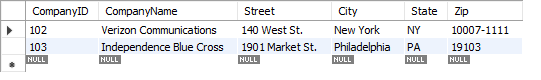 CompanyID CompanyName Street City State Zip
102 Verizon Communications 140 West St. New York NY 10007-1111
103 Independence Blue Cross 1901 Market St. Philadelphia PA 19103
NULL NULL NULL NULL NULL NULL